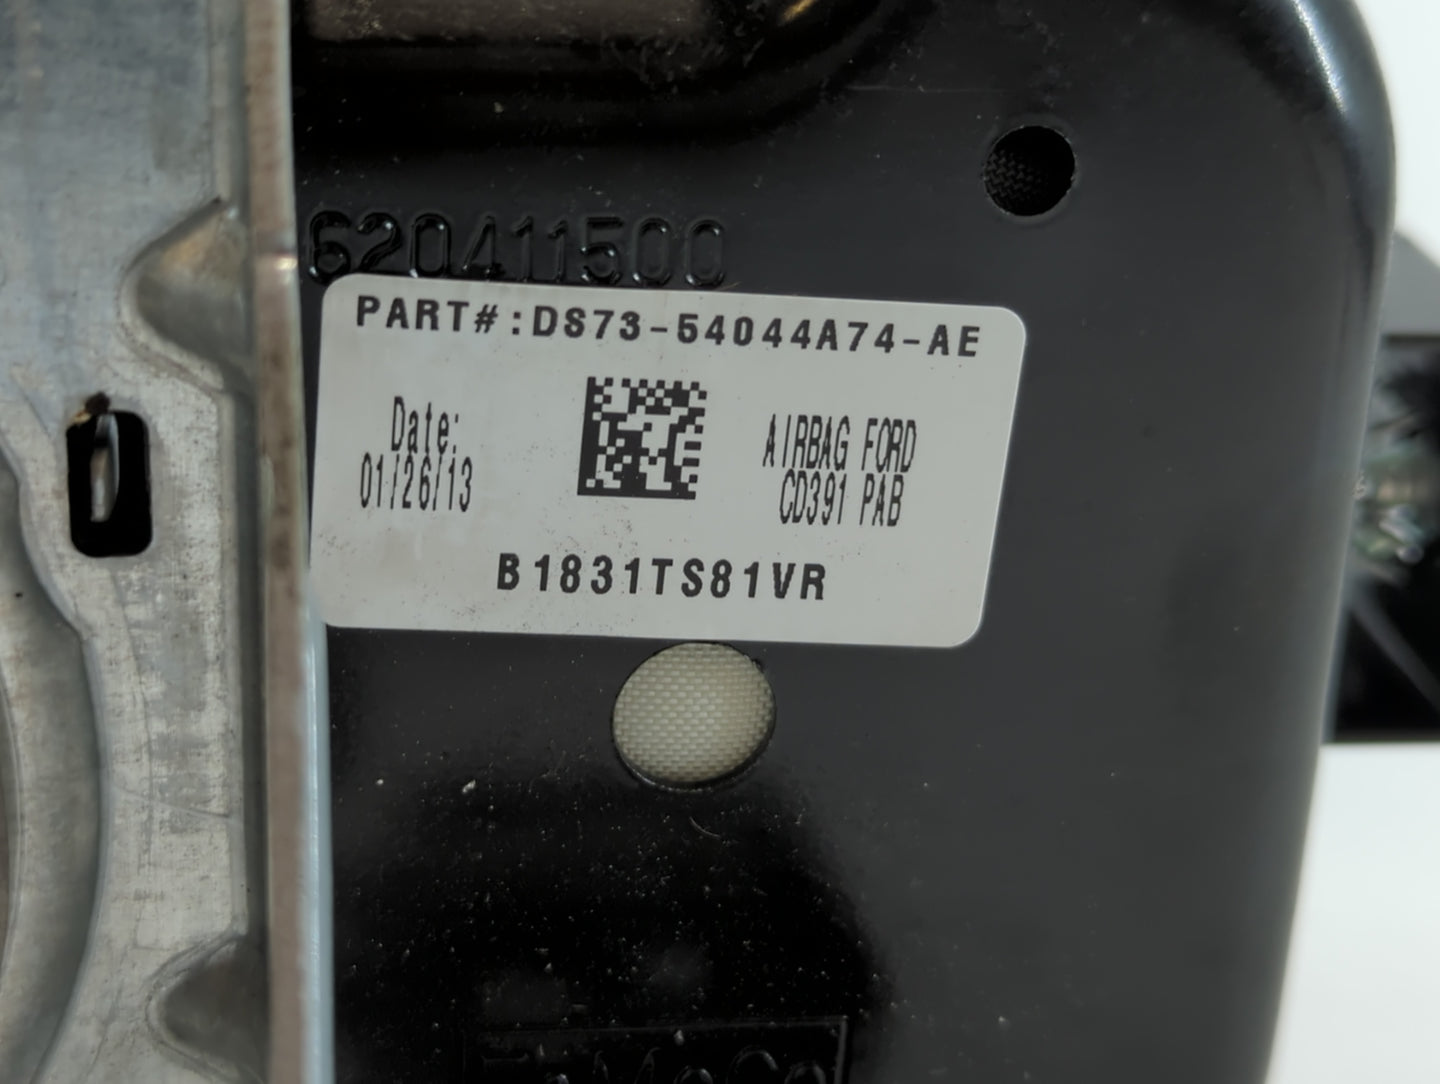 620411500
PART#:DS73-54044A74-AE
Date:
01/26/13
AIRBAG FORD
CD391 PAB
B1831TS81VR